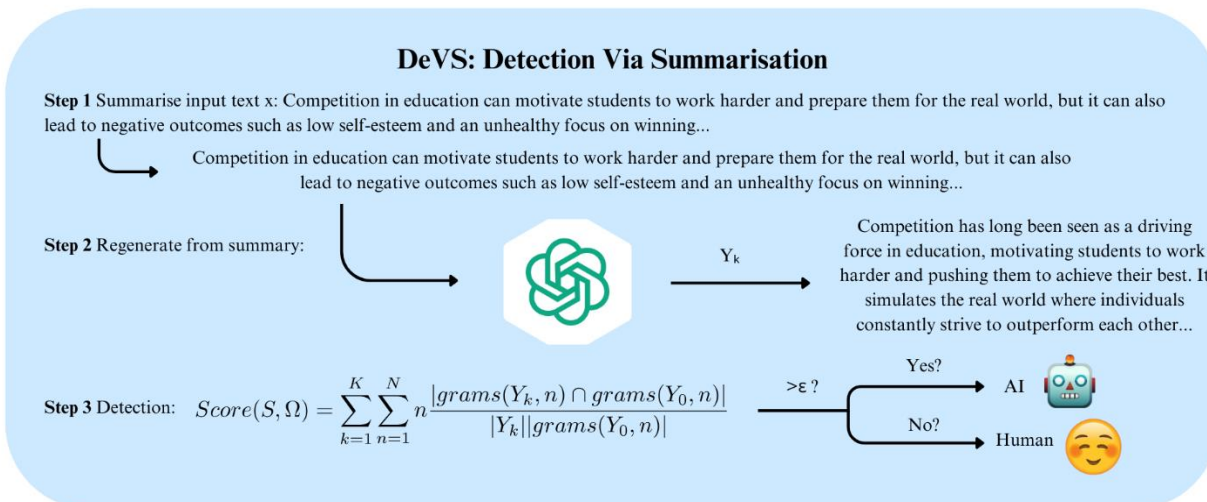 DeVS: Detection Via Summarisation
Step 1 Summarise input text x: Competition in education can motivate students to work harder and prepare them for the real world, but it can also
lead to negative outcomes such as low self-esteem and an unhealthy focus on winning...
Competition in education can motivate students to work harder and prepare them for the real world, but it can also
lead to negative outcomes such as low self-esteem and an unhealthy focus on winning...
Step 2 Regenerate from summary:
Yₖ
Competition has long been seen as a driving
force in education, motivating students to work
harder and pushing them to achieve their best. It
simulates the real world where individuals
constantly strive to outperform each other...
Step 3 Detection: Score(S, Ω) = ∑_{k=1}^{K} ∑_{n=1}^{N} n |grams(Yₖ, n) ∩ grams(Y₀, n)| / |Yₖ||grams(Y₀, n)|
>ε ?
Yes?
AI
No?
Human